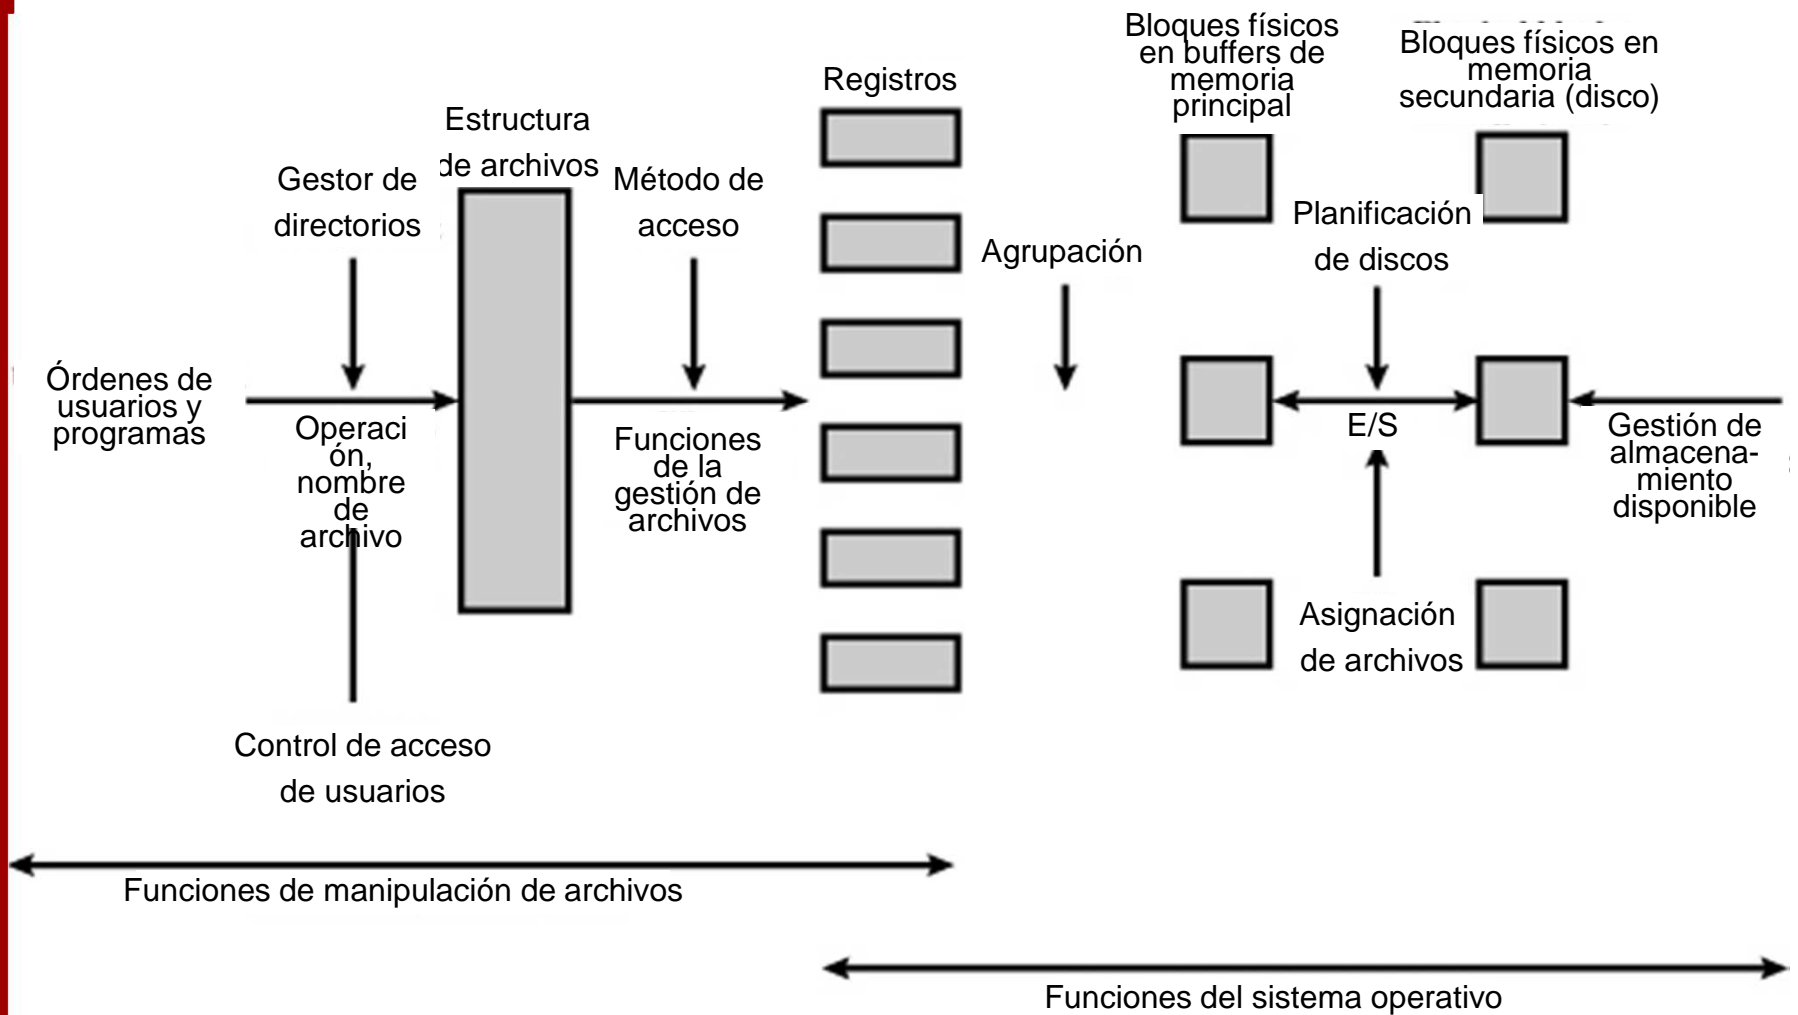 Bloques físicos
en buffers de
memoria
principal
Bloques físicos en
memoria
secundaria (disco)
Registros
Estructura
de archivos
Gestor de
directorios
Método de
acceso
Agrupación
Planificación
de discos
Órdenes de
usuarios y
programas
Operaci
ón,
nombre
de
archivo
Funciones
de la
gestión de
archivos
E/S
Gestión de
almacena-
miento
disponible
Asignación
de archivos
Control de acceso
de usuarios
Funciones de manipulación de archivos
Funciones del sistema operativo